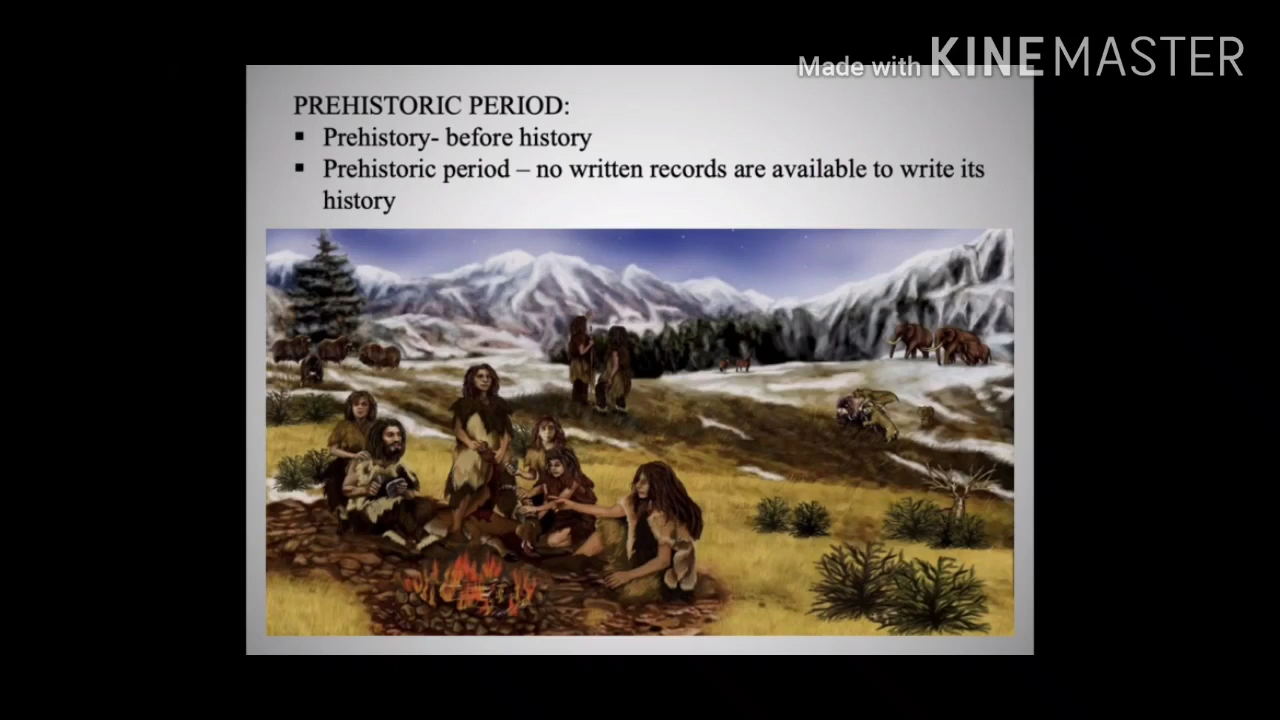 Made with KINEMASTER
PREHISTORIC PERIOD:
▪ Prehistory- before history
▪ Prehistoric period – no written records are available to write its
history